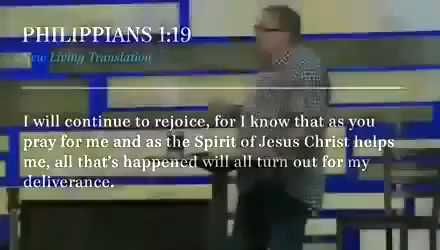 PHILIPPIANS 1:19
New Living Translation
I will continue to rejoice, for I know that as you
pray for me and as the Spirit of Jesus Christ helps
me, all that's happened will all turn out for my
deliverance.